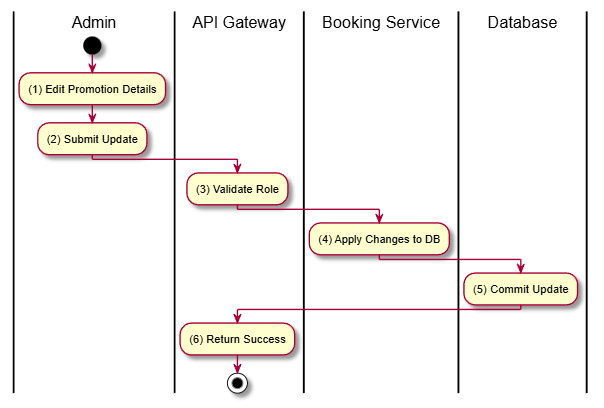 Admin
API Gateway
Booking Service
Database
(1) Edit Promotion Details
(2) Submit Update
(3) Validate Role
(4) Apply Changes to DB
(5) Commit Update
(6) Return Success